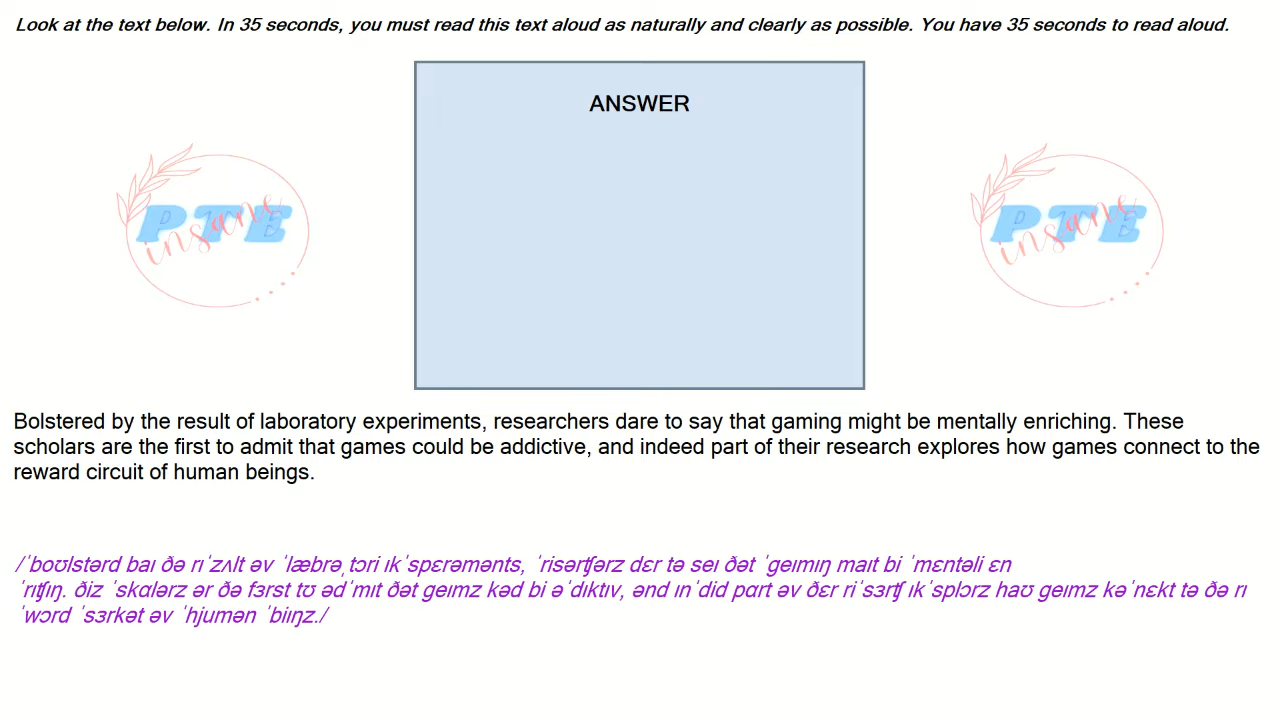 Look at the text below. In 35 seconds, you must read this text aloud as naturally and clearly as possible. You have 35 seconds to read aloud.
ANSWER
PTE insane PTE insane
Bolstered by the result of laboratory experiments, researchers dare to say that gaming might be mentally enriching. These
scholars are the first to admit that games could be addictive, and indeed part of their research explores how games connect to the
reward circuit of human beings.
/ˈboʊlstərd baɪ ðə rɪˈzʌlt əv ˈlæbrəˌtɔri ɪkˈspɛrəmənts, ˈrisərʧərz dɛr tə seɪ ðət ˈgeɪmɪŋ maɪt bi ˈmɛntəli ɛn
ˈrɪʧɪŋ. ðiz ˈskɑlərz ər ðə fɜrst tʊ ədˈmɪt ðət geɪmz kəd bi əˈdɪktɪv, ənd ɪnˈdid pɑrt əv ðɛr riˈsɜrʧ ɪkˈsplɔrz haʊ geɪmz kəˈnɛkt tə ðə rɪ
ˈwɔrd ˈsɜrkət əv ˈhjumən ˈbiɪŋz./